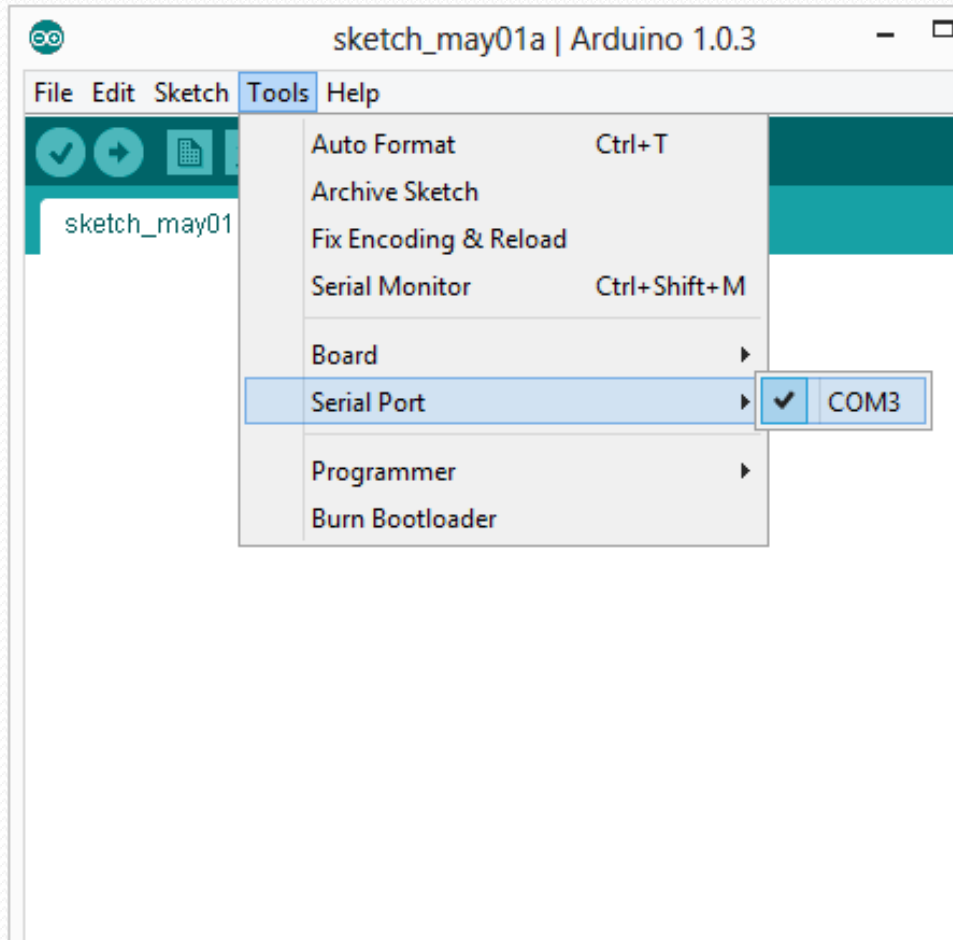 sketch_may01a | Arduino 1.0.3
File Edit Sketch Tools Help
Auto Format Ctrl+T
sketch_may01
Archive Sketch
Fix Encoding & Reload
Serial Monitor Ctrl+Shift+M
Board
Serial Port
COM3
Programmer
Burn Bootloader